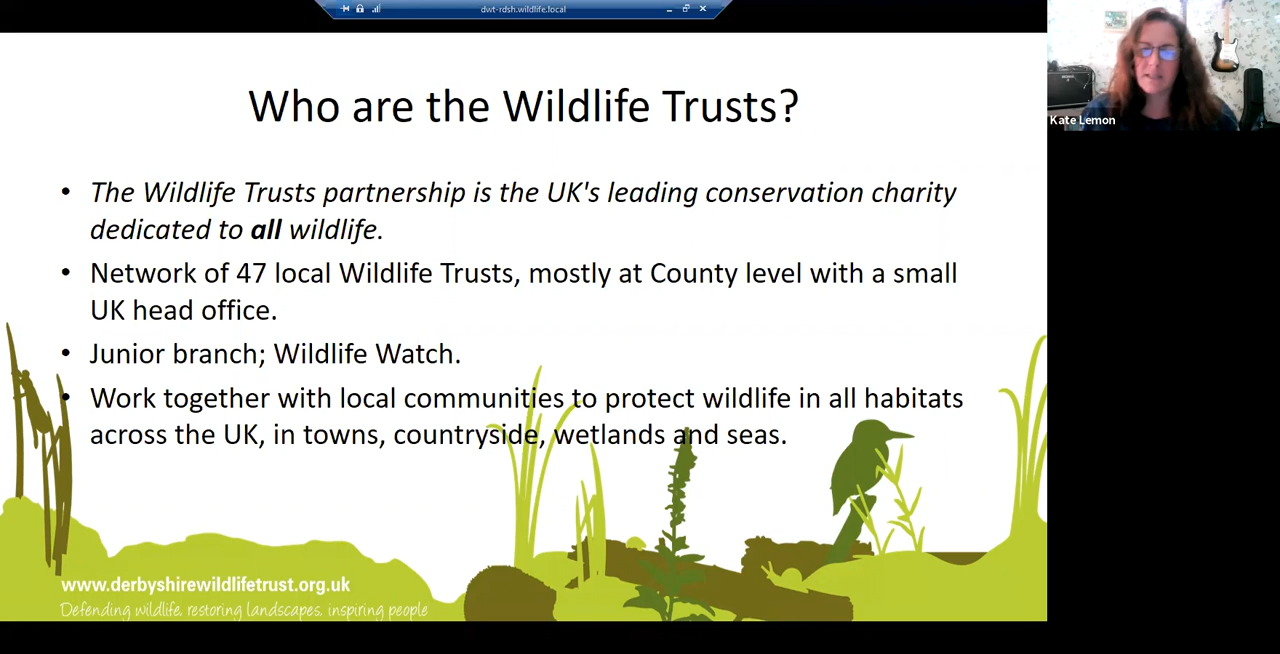 dwt-rdsh.wildlife.local
Who are the Wildlife Trusts?
Kate Lemon
• The Wildlife Trusts partnership is the UK's leading conservation charity
dedicated to all wildlife.
• Network of 47 local Wildlife Trusts, mostly at County level with a small
UK head office.
• Junior branch; Wildlife Watch.
• Work together with local communities to protect wildlife in all habitats
across the UK, in towns, countryside, wetlands and seas.
www.derbyshirewildlifetrust.org.uk
Defending wildlife, restoring landscapes, inspiring people